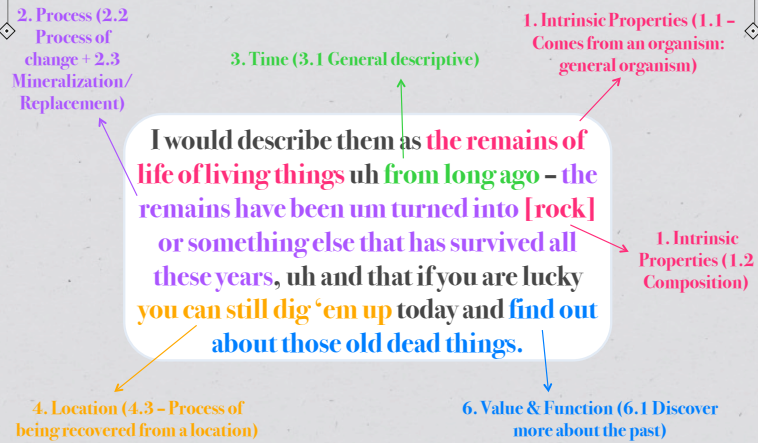 2. Process (2.2
Process of
change + 2.3
Mineralization/
Replacement)
3. Time (3.1 General descriptive)
1. Intrinsic Properties (1.1 –
Comes from an organism:
general organism)
I would describe them as the remains of
life of living things uh from long ago – the
remains have been um turned into [rock]
or something else that has survived all
these years, uh and that if you are lucky
you can still dig ‘em up today and find out
about those old dead things.
1. Intrinsic
Properties (1.2
Composition)
4. Location (4.3 – Process of
being recovered from a location)
6. Value & Function (6.1 Discover
more about the past)